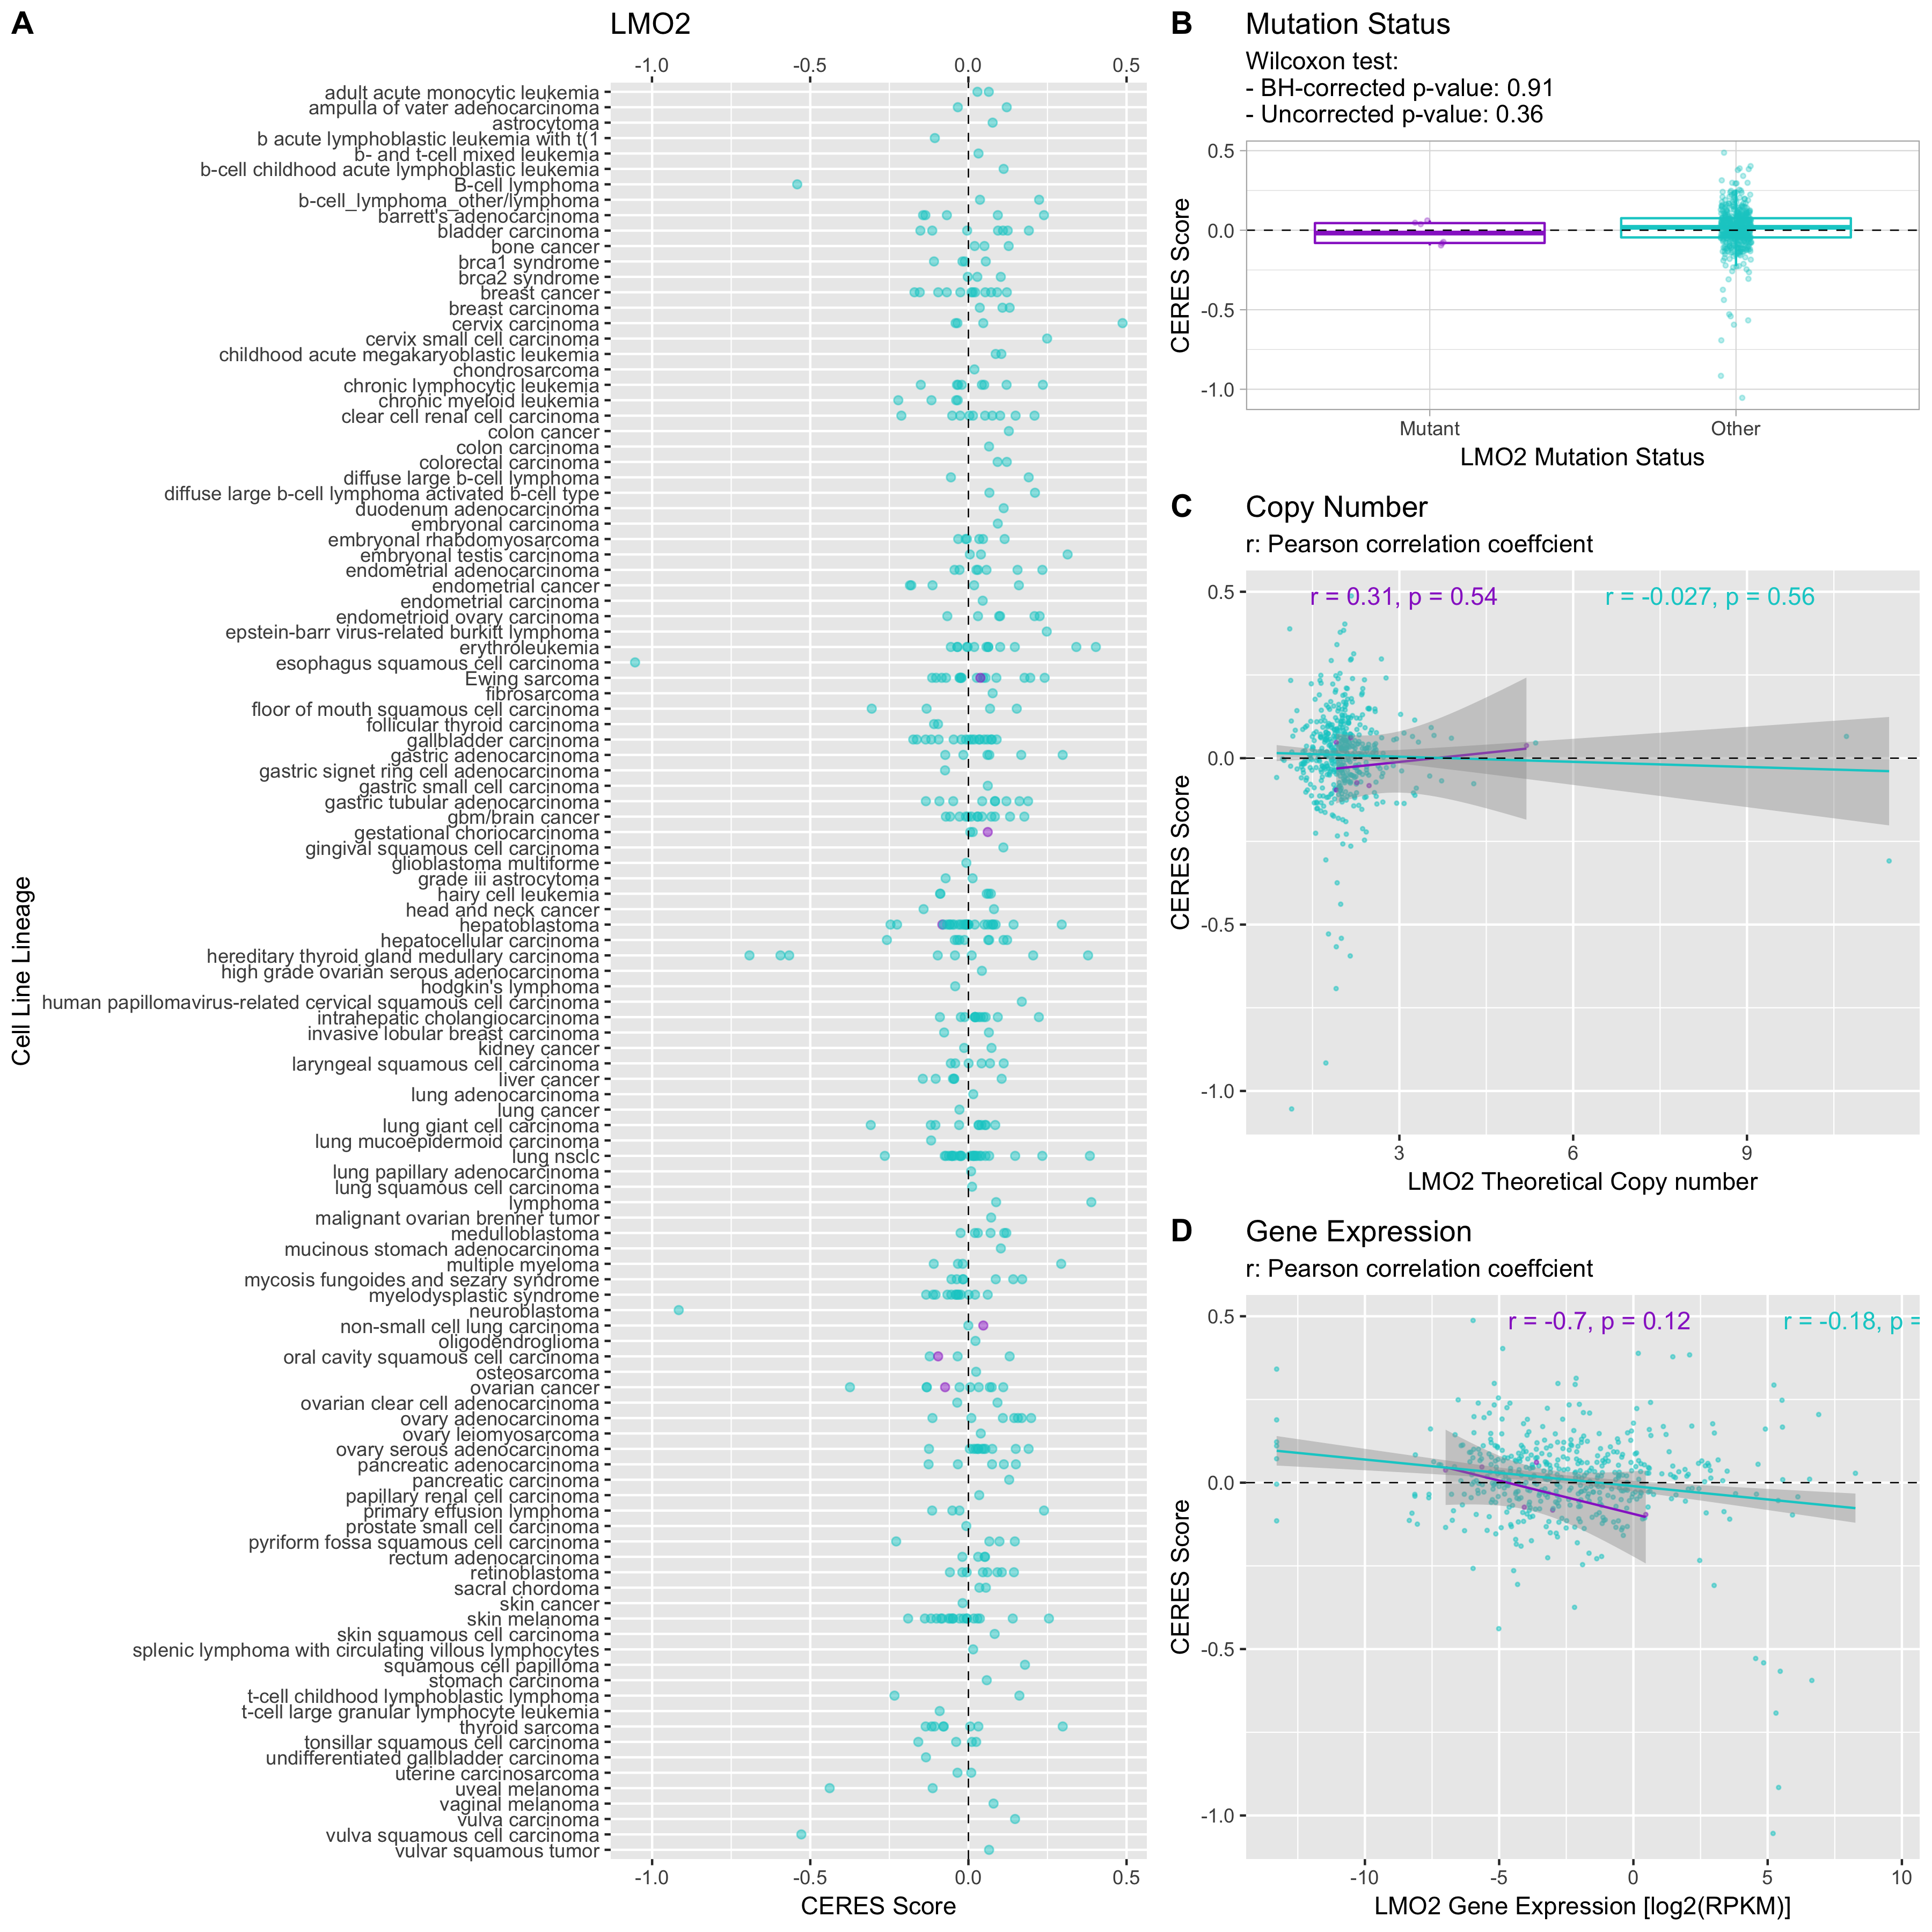 A
LMO2
-1.0 -0.5 0.0 0.5
Cell Line Lineage
adult acute monocytic leukemia
ampulla of vater adenocarcinoma
astrocytoma
b acute lymphoblastic leukemia with t(1
b- and t-cell mixed leukemia
b-cell childhood acute lymphoblastic leukemia
B-cell lymphoma
b-cell_lymphoma_other/lymphoma
barrett's adenocarcinoma
bladder carcinoma
bone cancer
brca1 syndrome
brca2 syndrome
breast cancer
breast carcinoma
cervix carcinoma
cervix small cell carcinoma
childhood acute megakaryoblastic leukemia
chondrosarcoma
chronic lymphocytic leukemia
chronic myeloid leukemia
clear cell renal cell carcinoma
colon cancer
colon carcinoma
colorectal carcinoma
diffuse large b-cell lymphoma
diffuse large b-cell lymphoma activated b-cell type
duodenum adenocarcinoma
embryonal carcinoma
embryonal rhabdomyosarcoma
embryonal testis carcinoma
endometrial adenocarcinoma
endometrial cancer
endometrial carcinoma
endometrioid ovary carcinoma
epstein-barr virus-related burkitt lymphoma
erythroleukemia
esophagus squamous cell carcinoma
Ewing sarcoma
fibrosarcoma
floor of mouth squamous cell carcinoma
follicular thyroid carcinoma
gallbladder carcinoma
gastric adenocarcinoma
gastric signet ring cell adenocarcinoma
gastric small cell carcinoma
gastric tubular adenocarcinoma
gbm/brain cancer
gestational choriocarcinoma
gingival squamous cell carcinoma
glioblastoma multiforme
grade iii astrocytoma
hairy cell leukemia
head and neck cancer
hepatoblastoma
hepatocellular carcinoma
hereditary thyroid gland medullary carcinoma
high grade ovarian serous adenocarcinoma
hodgkin's lymphoma
human papillomavirus-related cervical squamous cell carcinoma
intrahepatic cholangiocarcinoma
invasive lobular breast carcinoma
kidney cancer
laryngeal squamous cell carcinoma
liver cancer
lung adenocarcinoma
lung cancer
lung giant cell carcinoma
lung mucoepidermoid carcinoma
lung nsclc
lung papillary adenocarcinoma
lung squamous cell carcinoma
lymphoma
malignant ovarian brenner tumor
medulloblastoma
mucinous stomach adenocarcinoma
multiple myeloma
mycosis fungoides and sezary syndrome
myelodysplastic syndrome
neuroblastoma
non-small cell lung carcinoma
oligodendroglioma
oral cavity squamous cell carcinoma
osteosarcoma
ovarian cancer
ovarian clear cell adenocarcinoma
ovary adenocarcinoma
ovary leiomyosarcoma
ovary serous adenocarcinoma
pancreatic adenocarcinoma
pancreatic carcinoma
papillary renal cell carcinoma
primary effusion lymphoma
prostate small cell carcinoma
pyriform fossa squamous cell carcinoma
rectum adenocarcinoma
retinoblastoma
sacral chordoma
skin cancer
skin melanoma
skin squamous cell carcinoma
splenic lymphoma with circulating villous lymphocytes
squamous cell papilloma
stomach carcinoma
t-cell childhood lymphoblastic lymphoma
t-cell large granular lymphocyte leukemia
thyroid sarcoma
tonsillar squamous cell carcinoma
undifferentiated gallbladder carcinoma
uterine carcinosarcoma
uveal melanoma
vaginal melanoma
vulva carcinoma
vulva squamous cell carcinoma
vulvar squamous tumor
-1.0 -0.5 0.0 0.5
CERES Score
B
Mutation Status
Wilcoxon test:
- BH-corrected p-value: 0.91
- Uncorrected p-value: 0.36
CERES Score
0.5
0.0
-0.5
-1.0
Mutant Other
LMO2 Mutation Status
C
Copy Number
r: Pearson correlation coeffcient
r = 0.31, p = 0.54 r = -0.027, p = 0.56
CERES Score
0.5
0.0
-0.5
-1.0
3 6 9
LMO2 Theoretical Copy number
D
Gene Expression
r: Pearson correlation coeffcient
r = -0.7, p = 0.12 r = -0.18, p =
CERES Score
0.5
0.0
-0.5
-1.0
-10 -5 0 5 10
LMO2 Gene Expression [log2(RPKM)]